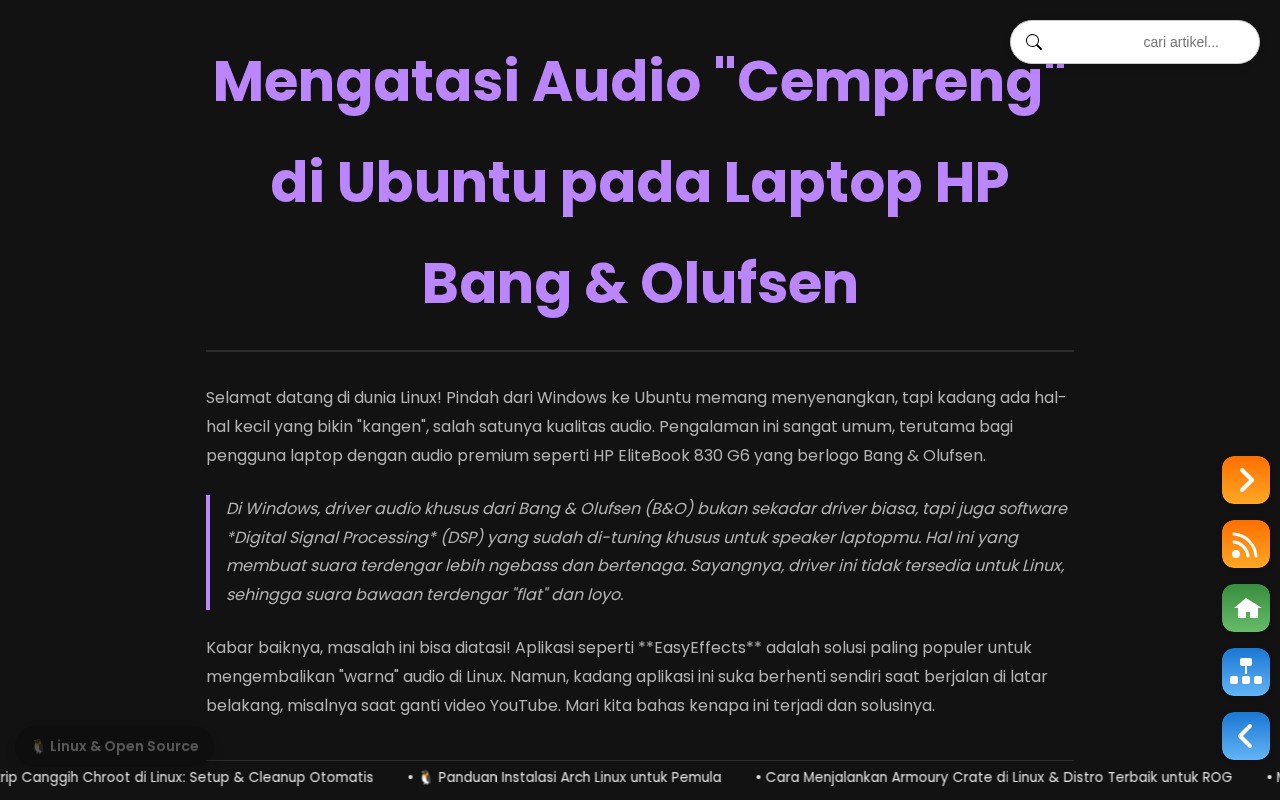 cari artikel...
Mengatasi Audio "Cempreng"
di Ubuntu pada Laptop HP
Bang & Olufsen
Selamat datang di dunia Linux! Pindah dari Windows ke Ubuntu memang menyenangkan, tapi kadang ada hal-
hal kecil yang bikin "kangen", salah satunya kualitas audio. Pengalaman ini sangat umum, terutama bagi
pengguna laptop dengan audio premium seperti HP EliteBook 830 G6 yang berlogo Bang & Olufsen.
Di Windows, driver audio khusus dari Bang & Olufsen (B&O) bukan sekadar driver biasa, tapi juga software
*Digital Signal Processing* (DSP) yang sudah di-tuning khusus untuk speaker laptopmu. Hal ini yang
membuat suara terdengar lebih ngebass dan bertenaga. Sayangnya, driver ini tidak tersedia untuk Linux,
sehingga suara bawaan terdengar "flat" dan loyo.
Kabar baiknya, masalah ini bisa diatasi! Aplikasi seperti **EasyEffects** adalah solusi paling populer untuk
mengembalikan "warna" audio di Linux. Namun, kadang aplikasi ini suka berhenti sendiri saat berjalan di latar
belakang, misalnya saat ganti video YouTube. Mari kita bahas kenapa ini terjadi dan solusinya.
🐧 Linux & Open Source
rip Canggih Chroot di Linux: Setup & Cleanup Otomatis • 🐧 Panduan Instalasi Arch Linux untuk Pemula • Cara Menjalankan Armoury Crate di Linux & Distro Terbaik untuk ROG •